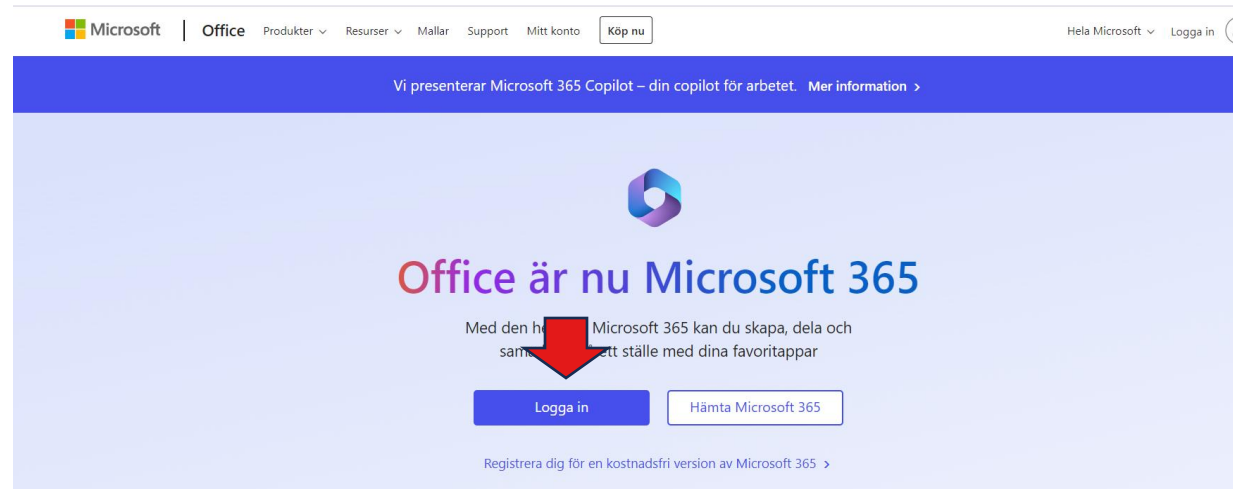 Microsoft Office Produkter Resurser Mallar Support Mitt konto Köp nu Hela Microsoft Logga in
Vi presenterar Microsoft 365 Copilot – din copilot för arbetet. Mer information >
Office är nu Microsoft 365
Med den Microsoft 365 kan du skapa, dela och
ett ställe med dina favoritappar
Logga in Hämta Microsoft 365
Registrera dig för en kostnadsfri version av Microsoft 365 >